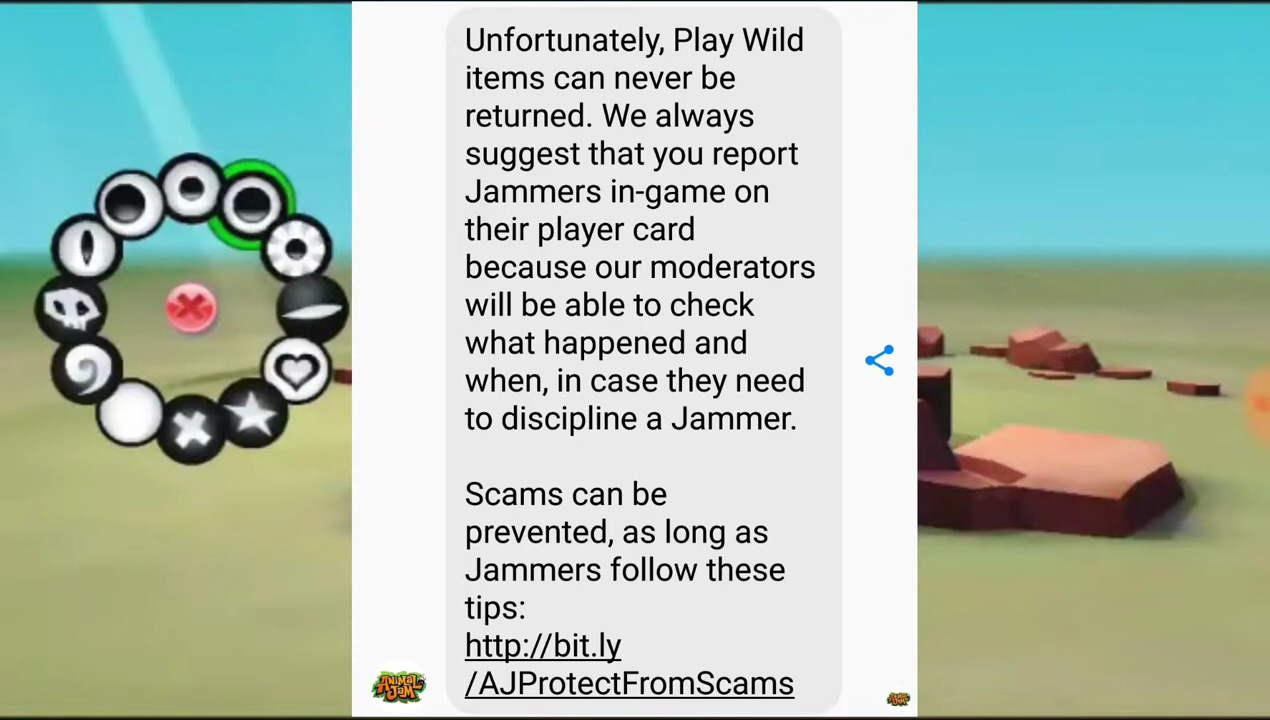 Unfortunately, Play Wild
items can never be
returned. We always
suggest that you report
Jammers in-game on
their player card
because our moderators
will be able to check
what happened and
when, in case they need
to discipline a Jammer.
Scams can be
prevented, as long as
Jammers follow these
tips:
http://bit.ly
/AJProtectFromScams
ANIMAL
JAM